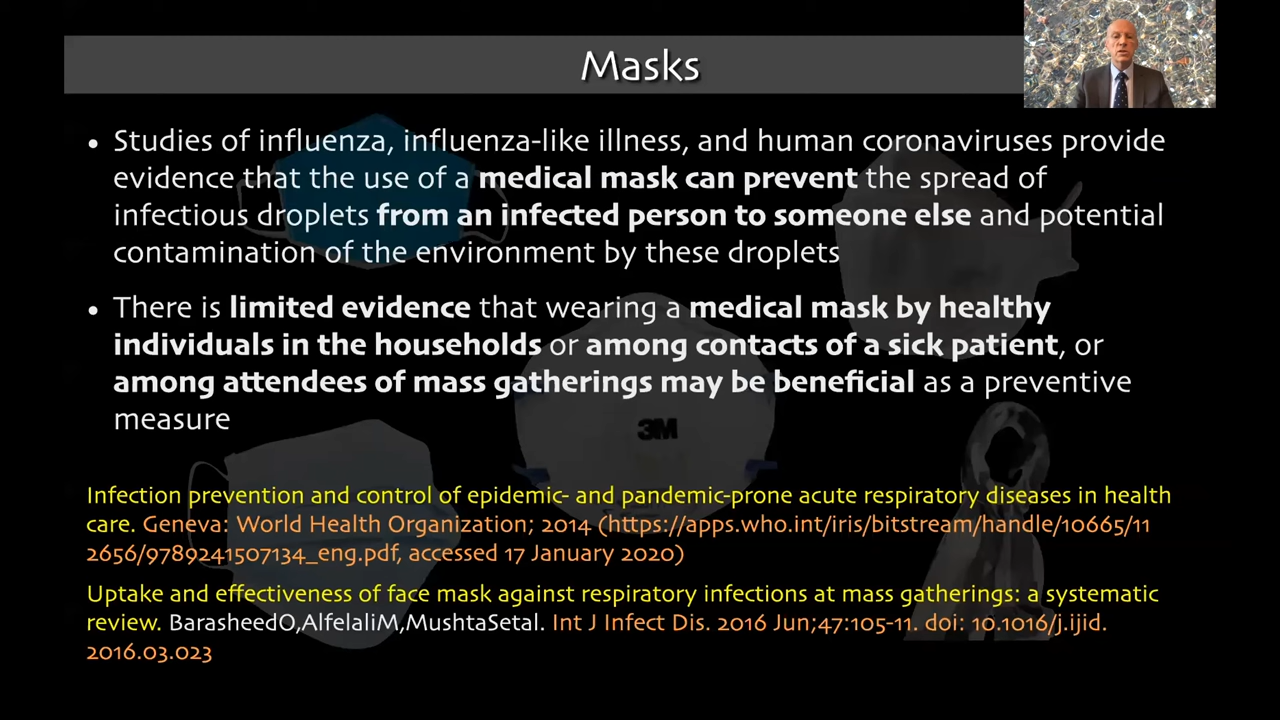 Masks
• Studies of influenza, influenza-like illness, and human coronaviruses provide
evidence that the use of a medical mask can prevent the spread of
infectious droplets from an infected person to someone else and potential
contamination of the environment by these droplets
• There is limited evidence that wearing a medical mask by healthy
individuals in the households or among contacts of a sick patient, or
among attendees of mass gatherings may be beneficial as a preventive
measure
3M
Infection prevention and control of epidemic- and pandemic-prone acute respiratory diseases in health
care. Geneva: World Health Organization; 2014 (https://apps.who.int/iris/bitstream/handle/10665/11
2656/9789241507134_eng.pdf, accessed 17 January 2020)
Uptake and effectiveness of face mask against respiratory infections at mass gatherings: a systematic
review. BarasheedO,AlfelaliM,MushtaSetal. Int J Infect Dis. 2016 Jun;47:105-11. doi: 10.1016/j.ijid.
2016.03.023